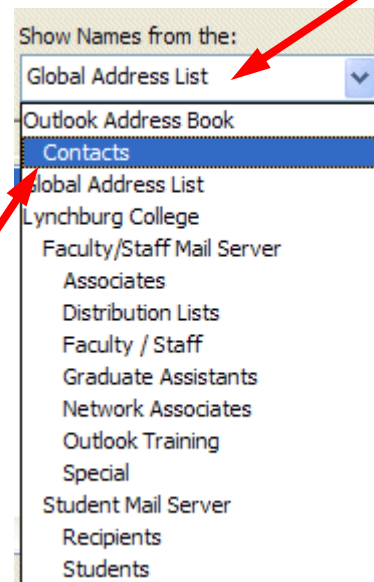 Show Names from the:
Global Address List
Outlook Address Book
Contacts
Global Address List
Lynchburg College
Faculty/Staff Mail Server
Associates
Distribution Lists
Faculty / Staff
Graduate Assistants
Network Associates
Outlook Training
Special
Student Mail Server
Recipients
Students